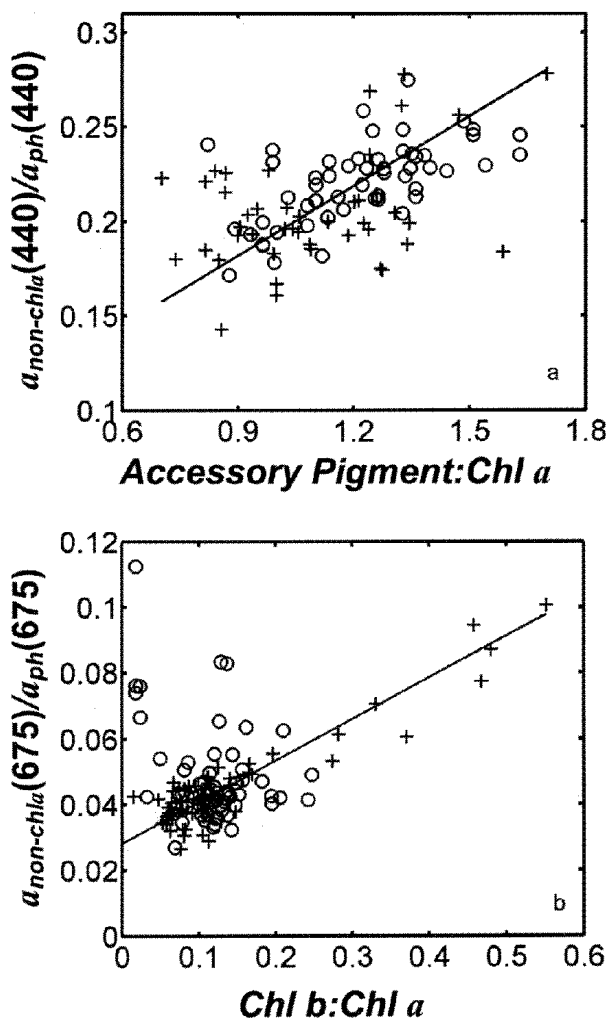 a_non-chla(440)/a_ph(440)
0.3
0.25
0.2
0.15
0.1
a
0.6 0.9 1.2 1.5 1.8
Accessory Pigment:Chl a
a_non-chla(675)/a_ph(675)
0.12
0.1
0.08
0.06
0.04
0.02
0
b
0 0.1 0.2 0.3 0.4 0.5 0.6
Chl b:Chl a